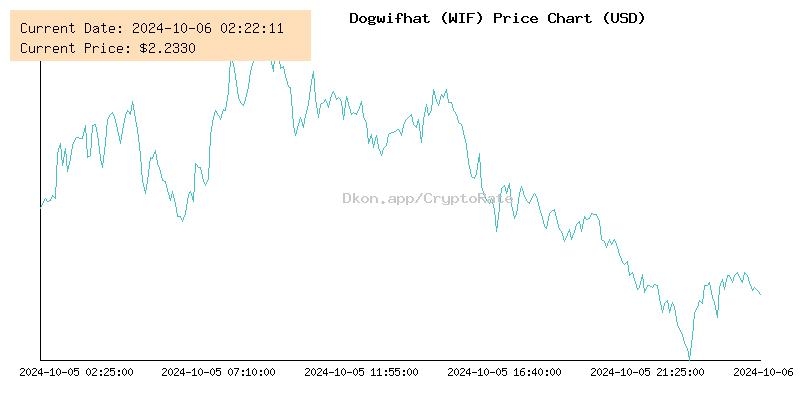 Dogwifhat (WIF) Price Chart (USD)
Current Date: 2024-10-06 02:22:11
Current Price: $2.2330
Dkon.app/CryptoRate
2024-10-05 02:25:00 2024-10-05 07:10:00 2024-10-05 11:55:00 2024-10-05 16:40:00 2024-10-05 21:25:00 2024-10-06